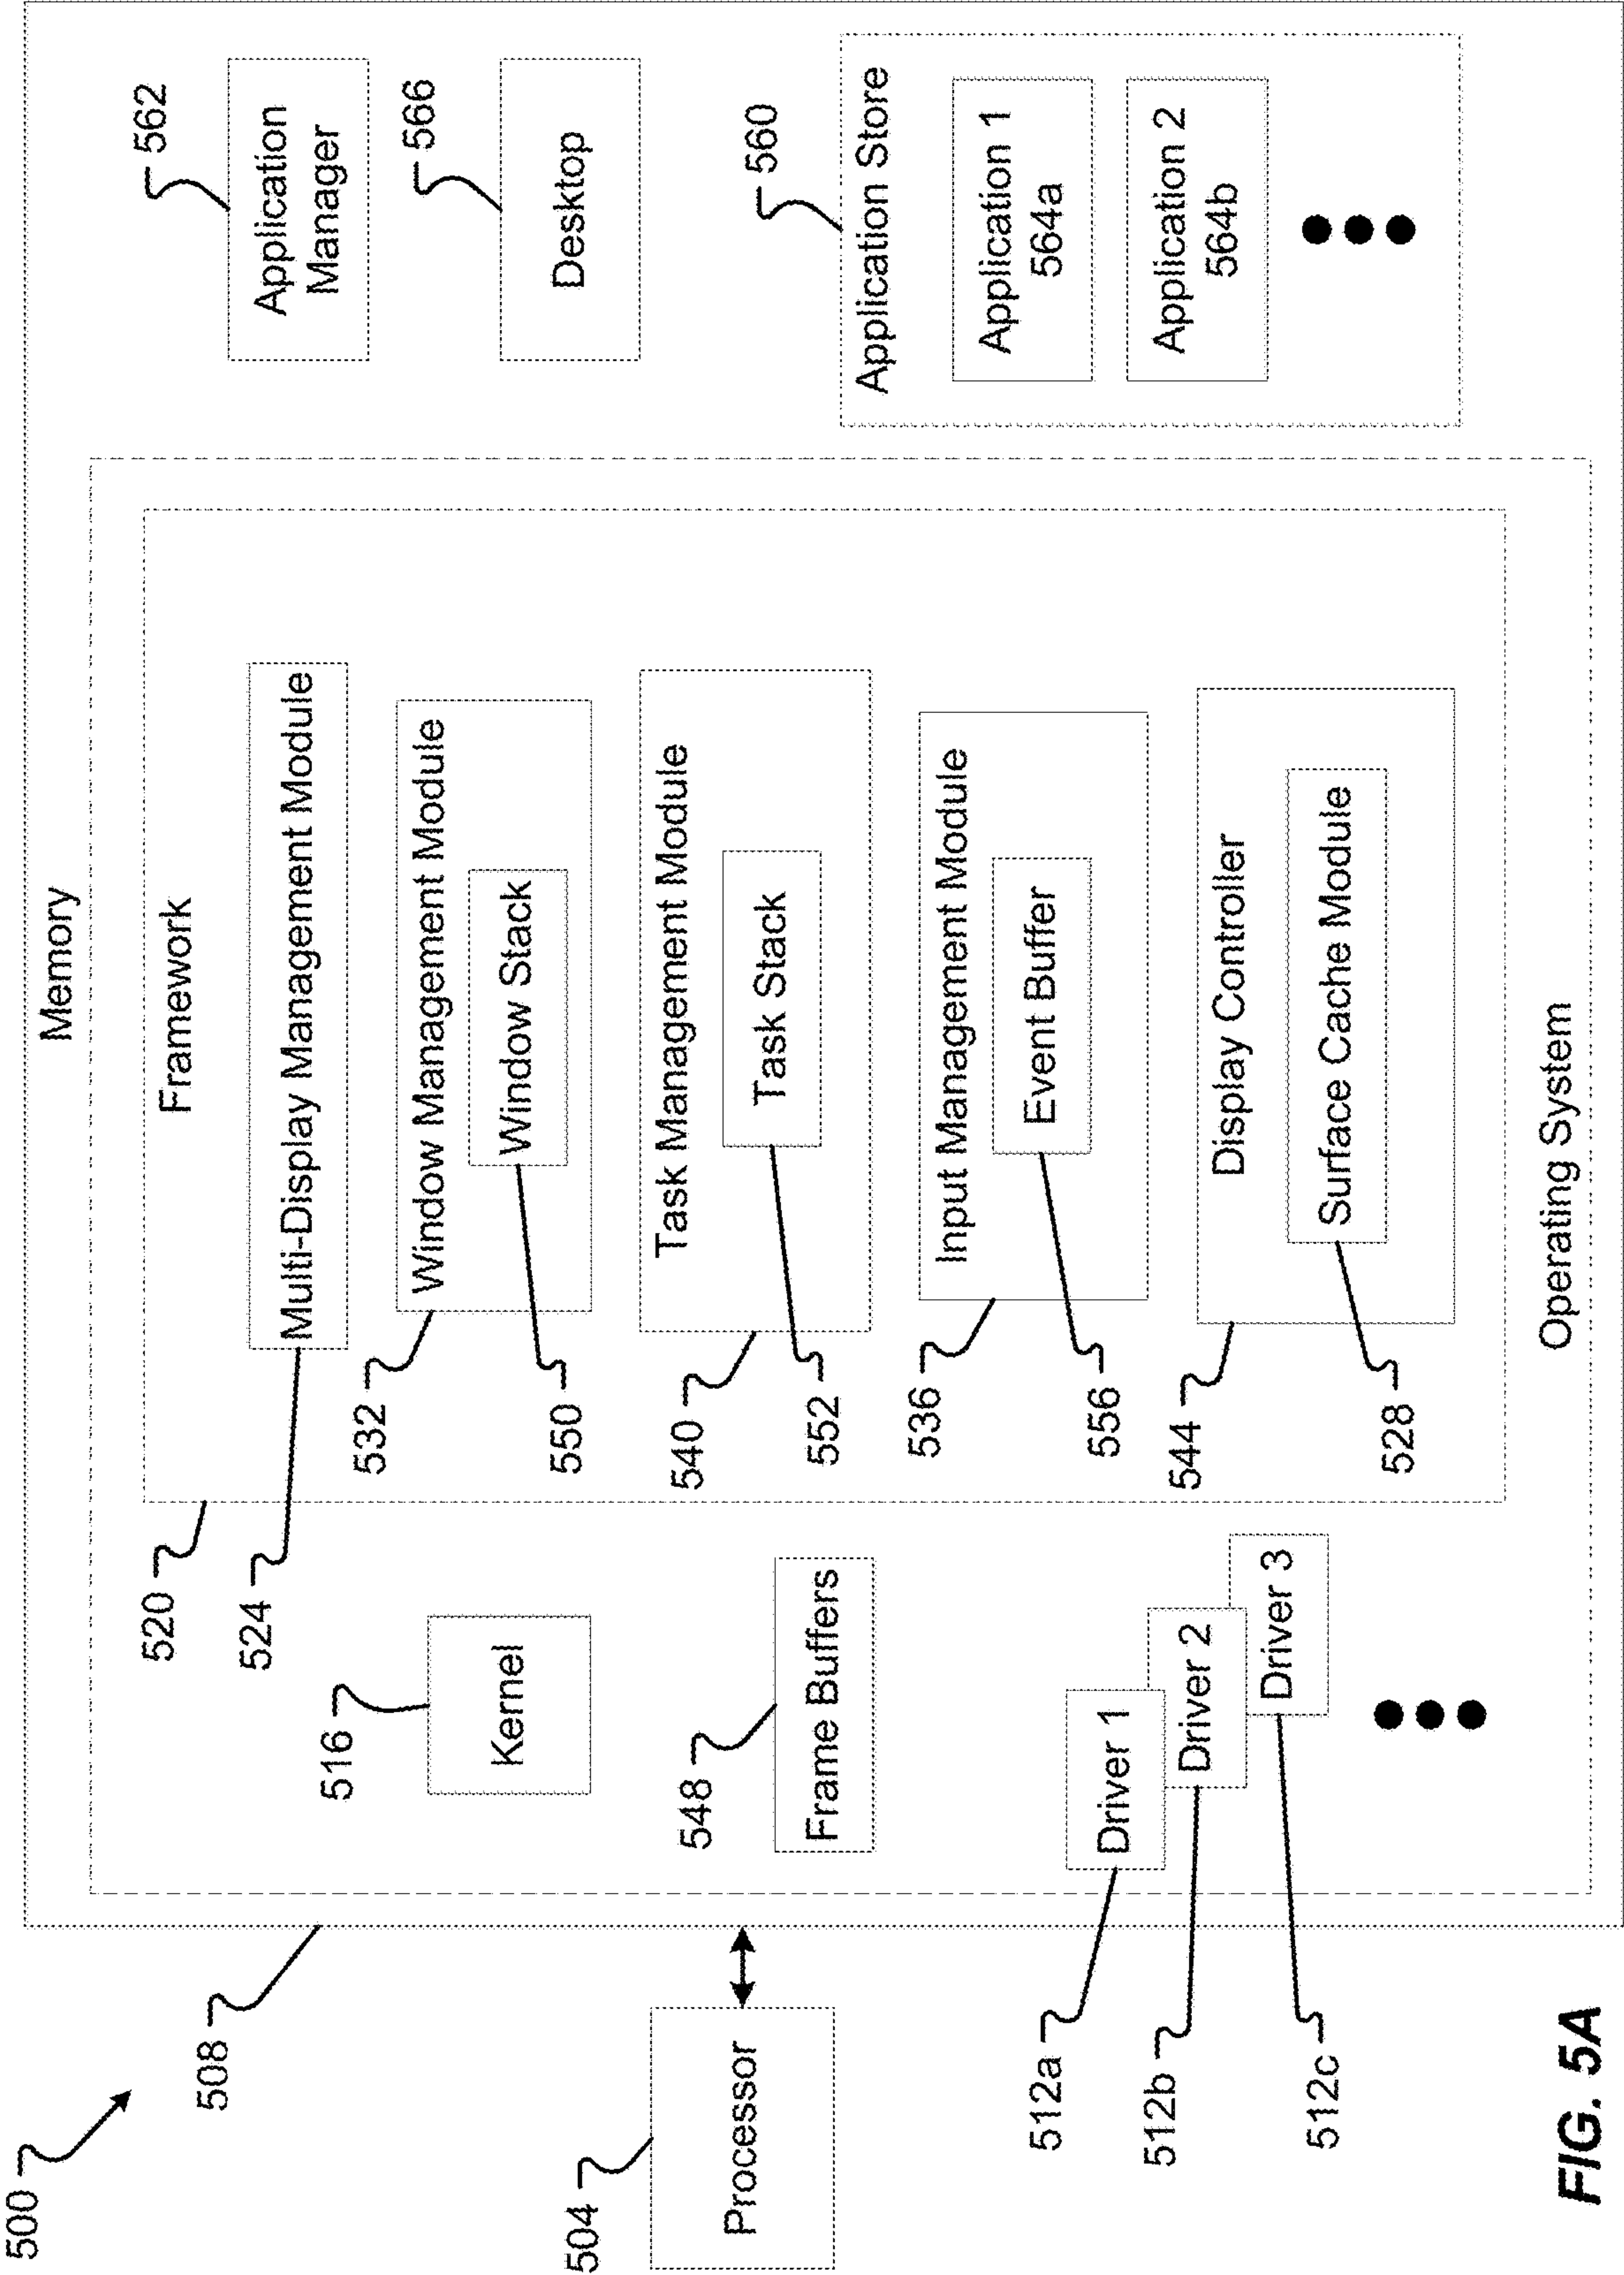 500
508
Memory
Operating System
520
Framework
524
Multi-Display Management Module
532
Window Management Module
550
Window Stack
540
Task Management Module
552
Task Stack
536
Input Management Module
556
Event Buffer
544
Display Controller
528
Surface Cache Module
516
Kernel
548
Frame Buffers
512a
Driver 1
512b
Driver 2
512c
Driver 3
504
Processor
562
Application
Manager
566
Desktop
560
Application Store
Application 1
564a
Application 2
564b
FIG. 5A